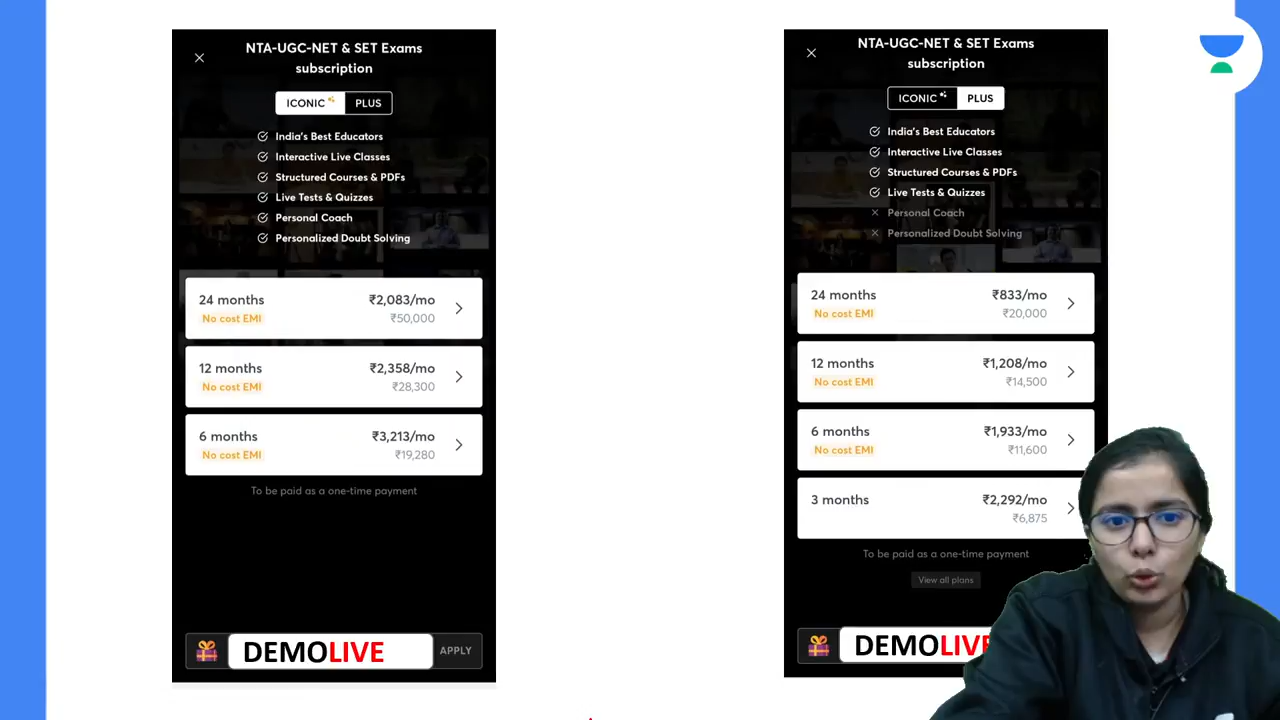 NTA-UGC-NET & SET Exams
subscription
ICONIC PLUS
India's Best Educators
Interactive Live Classes
Structured Courses & PDFs
Live Tests & Quizzes
Personal Coach
Personalized Doubt Solving
24 months ₹2,083/mo
No cost EMI ₹50,000
12 months ₹2,358/mo
No cost EMI ₹28,300
6 months ₹3,213/mo
No cost EMI ₹19,280
To be paid as a one-time payment
DEMOLIVE APPLY
NTA-UGC-NET & SET Exams
subscription
ICONIC PLUS
India's Best Educators
Interactive Live Classes
Structured Courses & PDFs
Live Tests & Quizzes
Personal Coach
Personalized Doubt Solving
24 months ₹833/mo
No cost EMI ₹20,000
12 months ₹1,208/mo
No cost EMI ₹14,500
6 months ₹1,933/mo
No cost EMI ₹11,600
3 months ₹2,292/mo
₹6,875
To be paid as a one-time payment
View all plans
DEMOLIVE